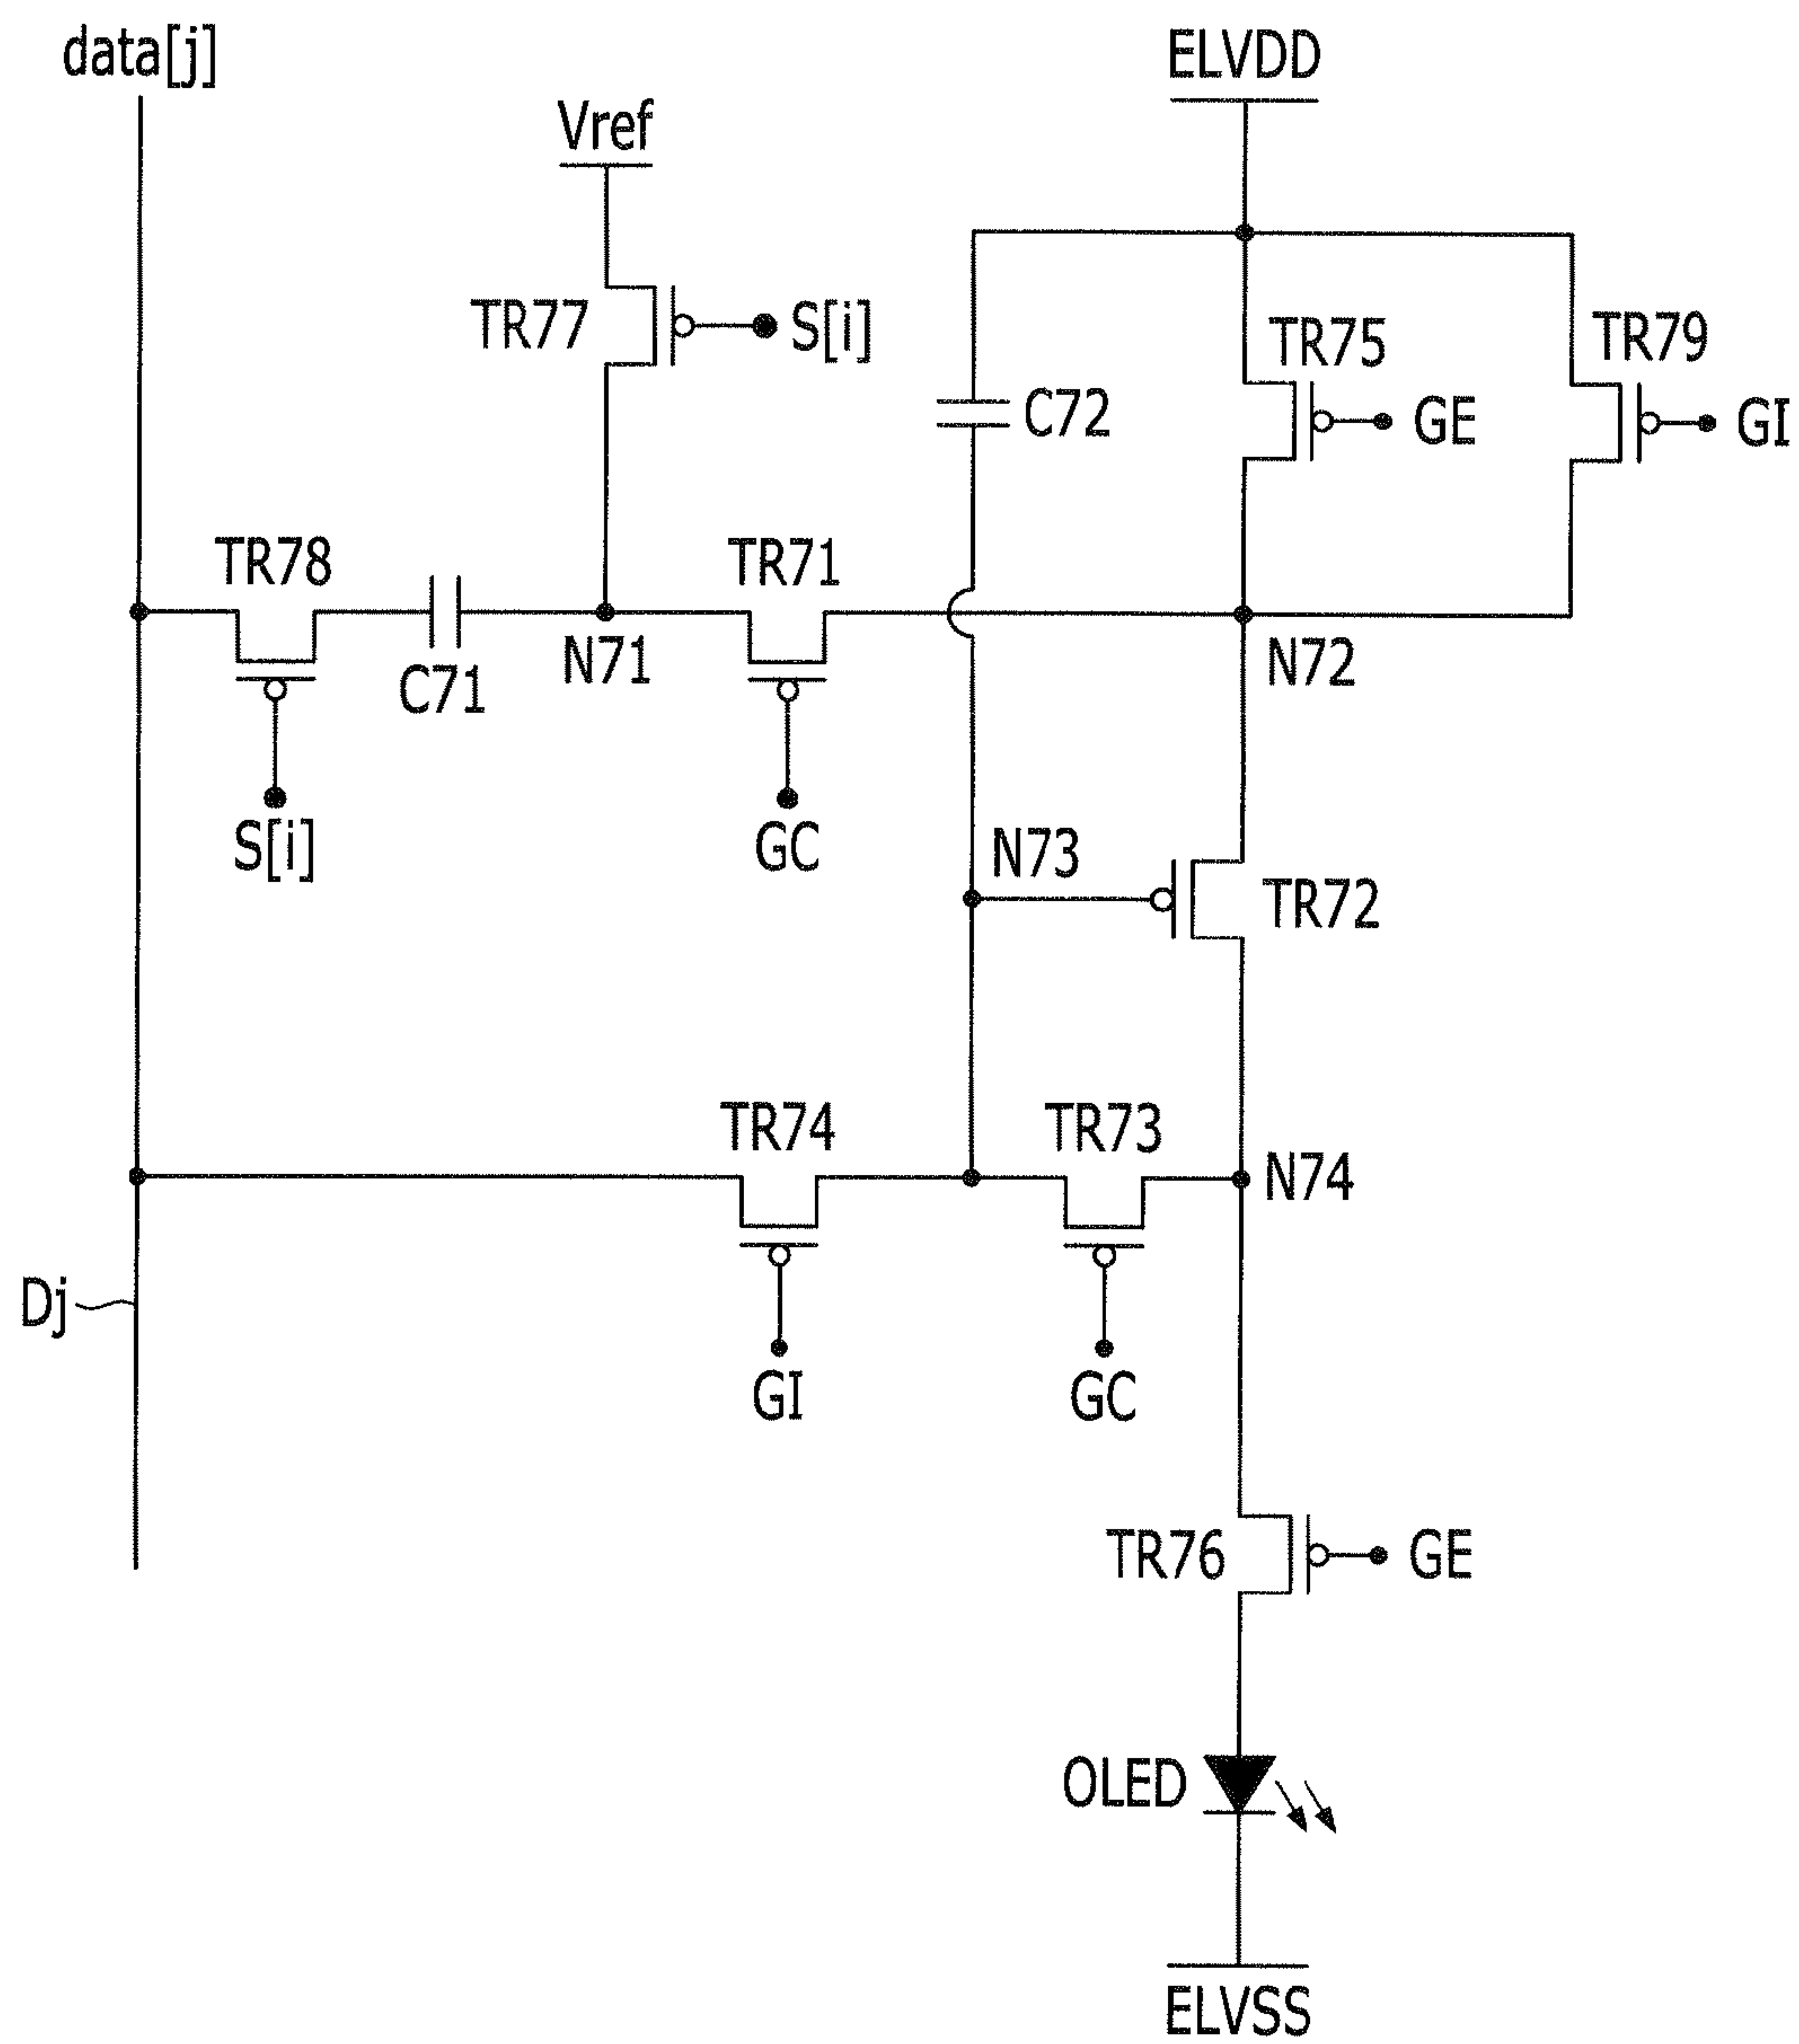 data[j]
ELVDD
Vref
TR77
S[i]
TR75
TR79
C72
GE
GI
TR78
TR71
C71
N71
N72
S[i]
GC
N73
TR72
TR74
TR73
N74
Dj
GI
GC
TR76
GE
OLED
ELVSS